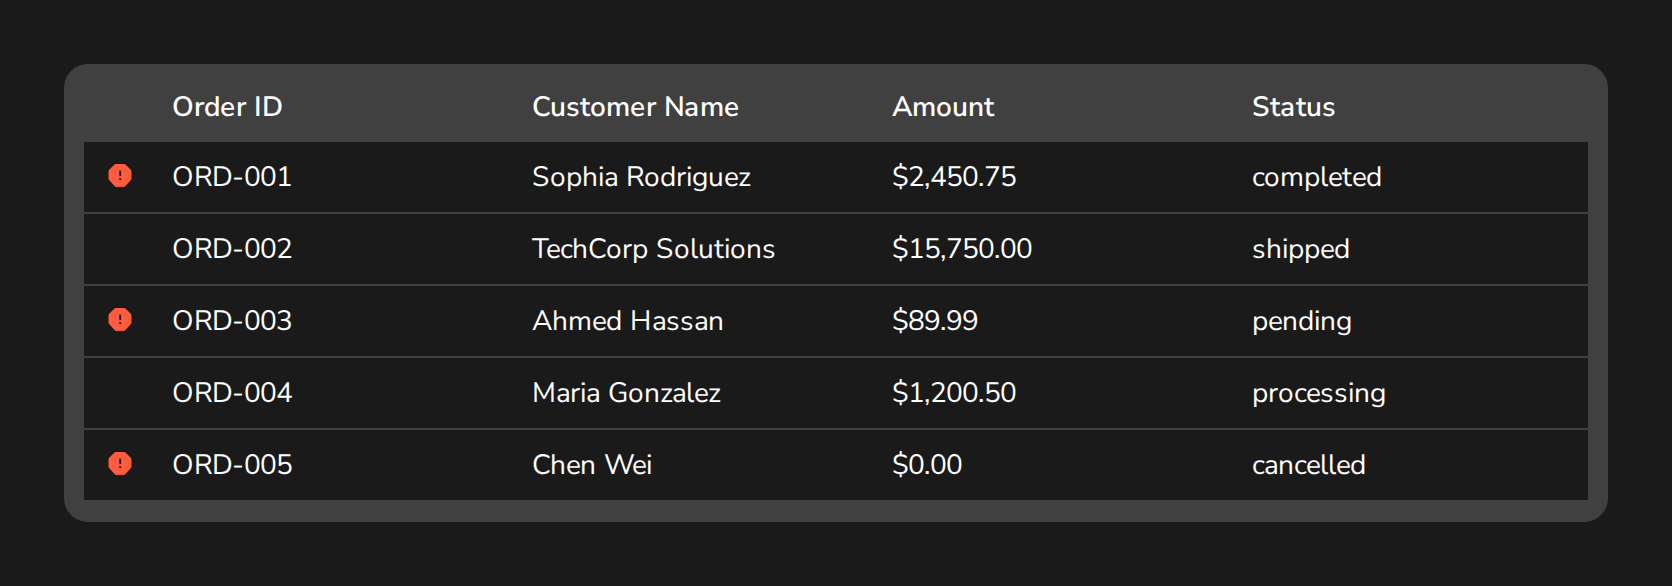 Order ID Customer Name Amount Status
ORD-001 Sophia Rodriguez $2,450.75 completed
ORD-002 TechCorp Solutions $15,750.00 shipped
ORD-003 Ahmed Hassan $89.99 pending
ORD-004 Maria Gonzalez $1,200.50 processing
ORD-005 Chen Wei $0.00 cancelled